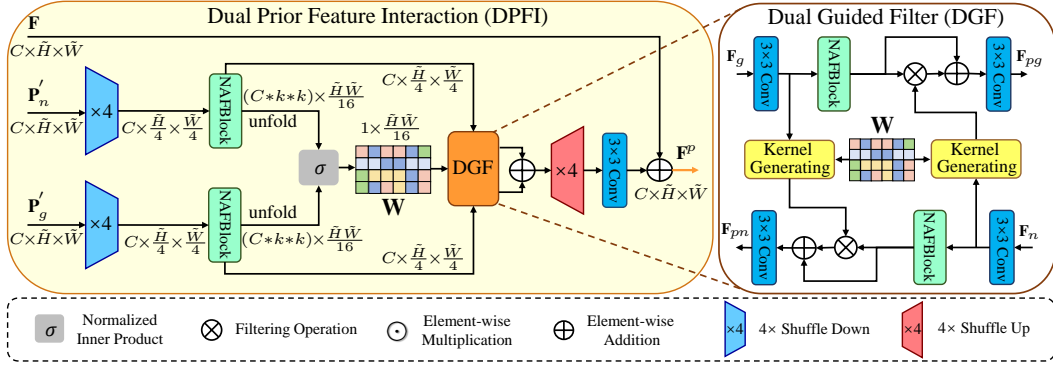 Dual Prior Feature Interaction (DPFI)
F
C×H̃×W̃
P′n
C×H̃×W̃
×4
C×H̃/4×W̃/4
NAFBlock
C×H̃/4×W̃/4
(C*k*k)×H̃W̃/16
unfold
1×H̃W̃/16
σ
W
DGF
×4
3×3 Conv
F^p
C×H̃×W̃
P′g
C×H̃×W̃
×4
C×H̃/4×W̃/4
NAFBlock
unfold
(C*k*k)×H̃W̃/16
C×H̃/4×W̃/4
Dual Guided Filter (DGF)
Fg
3×3 Conv
NAFBlock
3×3 Conv
Fpg
W
Kernel
Generating
Kernel
Generating
Fpn
3×3 Conv
NAFBlock
3×3 Conv
Fn
σ
Normalized
Inner Product
Filtering Operation
Element-wise
Multiplication
Element-wise
Addition
×4
4× Shuffle Down
×4
4× Shuffle Up